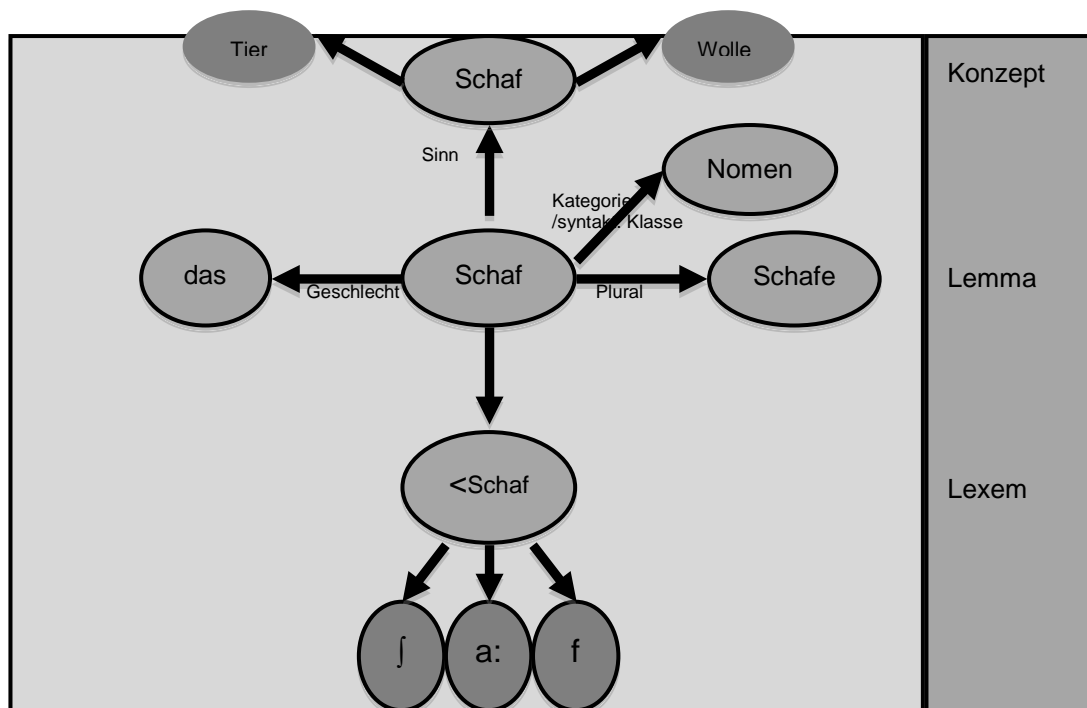 Tier
Schaf
Wolle
Konzept
Sinn
Nomen
Kategorie
/syntakt. Klasse
das
Geschlecht
Schaf
Plural
Schafe
Lemma
<Schaf
Lexem
ʃ
a:
f